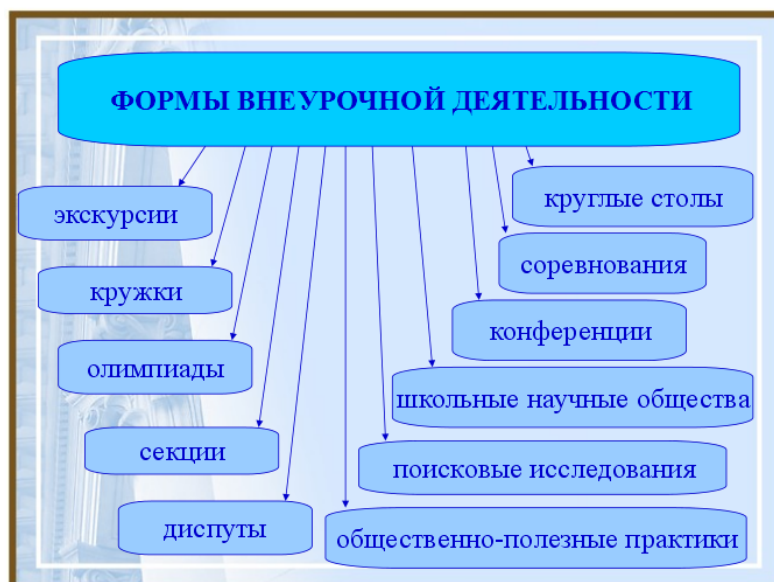 ФОРМЫ ВНЕУРОЧНОЙ ДЕЯТЕЛЬНОСТИ
экскурсии
кружки
олимпиады
секции
диспуты
круглые столы
соревнования
конференции
школьные научные общества
поисковые исследования
общественно-полезные практики